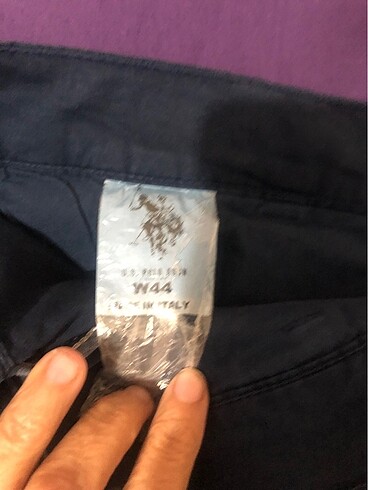 U.S. POLO ASSN
W44
MADE IN ITALY